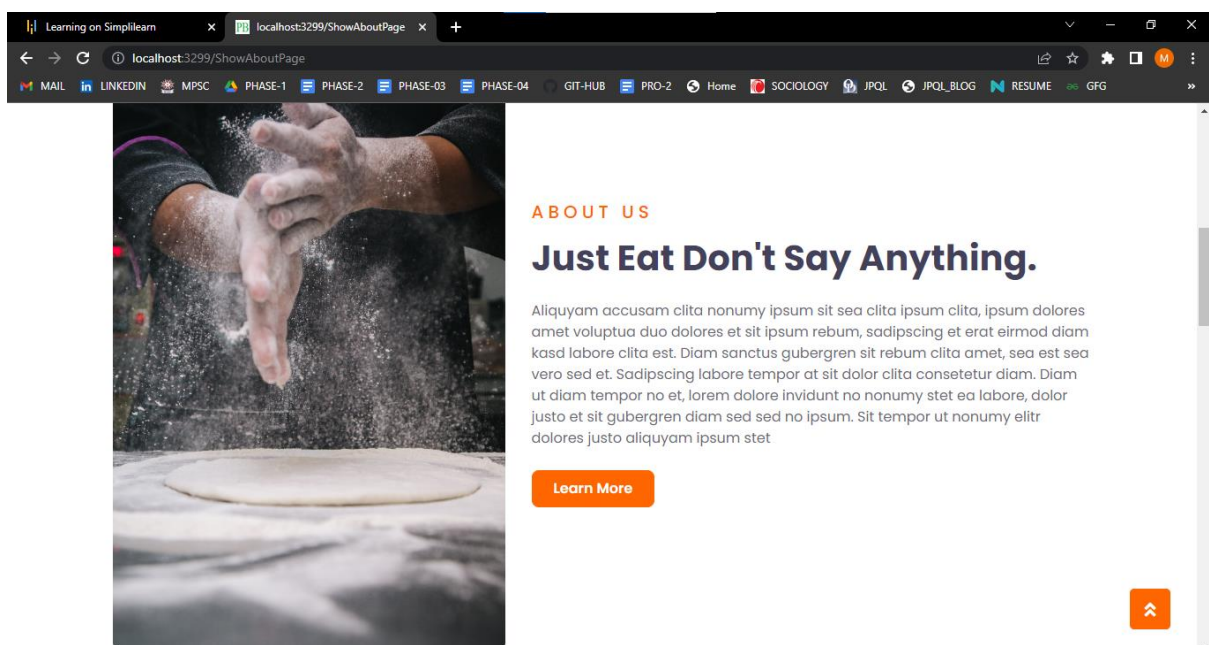 Learning on Simplilearn
PB localhost:3299/ShowAboutPage
localhost:3299/ShowAboutPage
M
MAIL LINKEDIN MPSC PHASE-1 PHASE-2 PHASE-03 PHASE-04 GIT-HUB PRO-2 Home SOCIOLOGY JPQL JPQL_BLOG RESUME GFG »
ABOUT US
Just Eat Don't Say Anything.
Aliquyam accusam clita nonumy ipsum sit sea clita ipsum clita, ipsum dolores
amet voluptua duo dolores et sit ipsum rebum, sadipscing et erat eirmod diam
kasd labore clita est. Diam sanctus gubergren sit rebum clita amet, sea est sea
vero sed et. Sadipscing labore tempor at sit dolor clita consetetur diam. Diam
ut diam tempor no et, lorem dolore invidunt no nonumy stet ea labore, dolor
justo et sit gubergren diam sed sed no ipsum. Sit tempor ut nonumy elitr
dolores justo aliquyam ipsum stet
Learn More